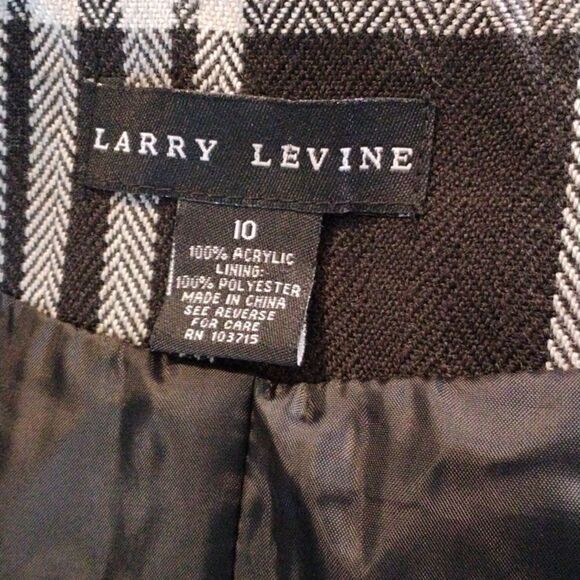 LARRY LEVINE
10
100% ACRYLIC
LINING:
100% POLYESTER
MADE IN CHINA
SEE REVERSE
FOR CARE
RN 103715